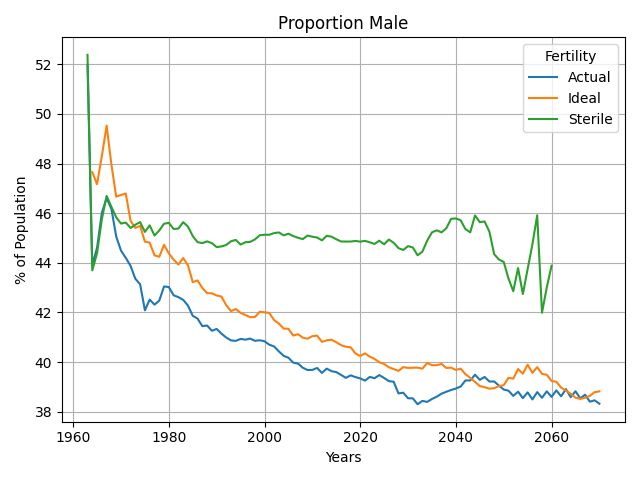 Proportion Male
% of Population
52
50
48
46
44
42
40
38
Fertility
Actual
Ideal
Sterile
1960
1980
2000
2020
2040
2060
Years